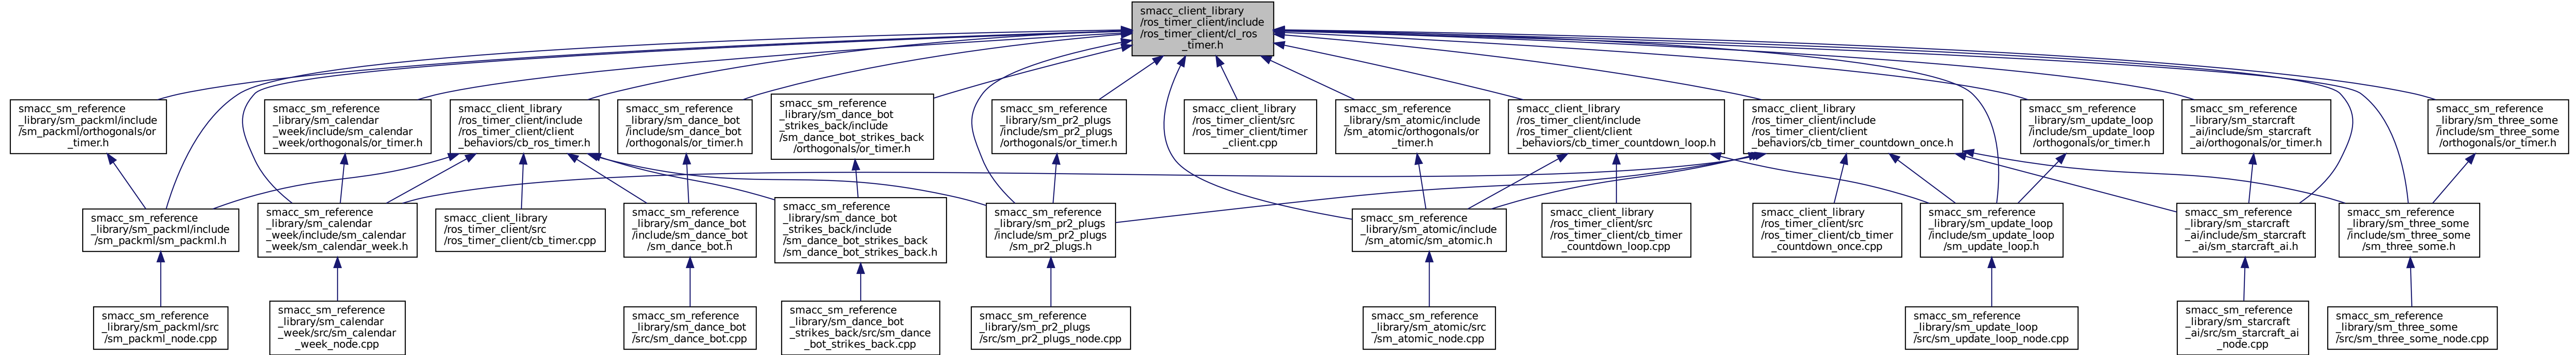 smacc_client_library
/ros_timer_client/include
/ros_timer_client/cl_ros
_timer.h
smacc_sm_reference
_library/sm_packml/include
/sm_packml/orthogonals/or
_timer.h
smacc_sm_reference
_library/sm_calendar
_week/include/sm_calendar
_week/orthogonals/or_timer.h
smacc_client_library
/ros_timer_client/include
/ros_timer_client/client
_behaviors/cb_ros_timer.h
smacc_sm_reference
_library/sm_dance_bot
/include/sm_dance_bot
/orthogonals/or_timer.h
smacc_sm_reference
_library/sm_dance_bot
_strikes_back/include
/sm_dance_bot_strikes_back
/orthogonals/or_timer.h
smacc_sm_reference
_library/sm_pr2_plugs
/include/sm_pr2_plugs
/orthogonals/or_timer.h
smacc_client_library
/ros_timer_client/src
/ros_timer_client/timer
_client.cpp
smacc_sm_reference
_library/sm_atomic/include
/sm_atomic/orthogonals/or
_timer.h
smacc_client_library
/ros_timer_client/include
/ros_timer_client/client
_behaviors/cb_timer_countdown_loop.h
smacc_client_library
/ros_timer_client/include
/ros_timer_client/client
_behaviors/cb_timer_countdown_once.h
smacc_sm_reference
_library/sm_update_loop
/include/sm_update_loop
/orthogonals/or_timer.h
smacc_sm_reference
_library/sm_starcraft
_ai/include/sm_starcraft
_ai/orthogonals/or_timer.h
smacc_sm_reference
_library/sm_three_some
/include/sm_three_some
/orthogonals/or_timer.h
smacc_sm_reference
_library/sm_packml/include
/sm_packml/sm_packml.h
smacc_sm_reference
_library/sm_calendar
_week/include/sm_calendar
_week/sm_calendar_week.h
smacc_client_library
/ros_timer_client/src
/ros_timer_client/cb_timer.cpp
smacc_sm_reference
_library/sm_dance_bot
/include/sm_dance_bot
/sm_dance_bot.h
smacc_sm_reference
_library/sm_dance_bot
_strikes_back/include
/sm_dance_bot_strikes_back
/sm_dance_bot_strikes_back.h
smacc_sm_reference
_library/sm_pr2_plugs
/include/sm_pr2_plugs
/sm_pr2_plugs.h
smacc_sm_reference
_library/sm_atomic/include
/sm_atomic/sm_atomic.h
smacc_client_library
/ros_timer_client/src
/ros_timer_client/cb_timer
_countdown_loop.cpp
smacc_client_library
/ros_timer_client/src
/ros_timer_client/cb_timer
_countdown_once.cpp
smacc_sm_reference
_library/sm_update_loop
/include/sm_update_loop
/sm_update_loop.h
smacc_sm_reference
_library/sm_starcraft
_ai/include/sm_starcraft
_ai/sm_starcraft_ai.h
smacc_sm_reference
_library/sm_three_some
/include/sm_three_some
/sm_three_some.h
smacc_sm_reference
_library/sm_packml/src
/sm_packml_node.cpp
smacc_sm_reference
_library/sm_calendar
_week/src/sm_calendar
_week_node.cpp
smacc_sm_reference
_library/sm_dance_bot
/src/sm_dance_bot.cpp
smacc_sm_reference
_library/sm_dance_bot
_strikes_back/src/sm_dance
_bot_strikes_back.cpp
smacc_sm_reference
_library/sm_pr2_plugs
/src/sm_pr2_plugs_node.cpp
smacc_sm_reference
_library/sm_atomic/src
/sm_atomic_node.cpp
smacc_sm_reference
_library/sm_update_loop
/src/sm_update_loop_node.cpp
smacc_sm_reference
_library/sm_starcraft
_ai/src/sm_starcraft_ai
_node.cpp
smacc_sm_reference
_library/sm_three_some
/src/sm_three_some_node.cpp